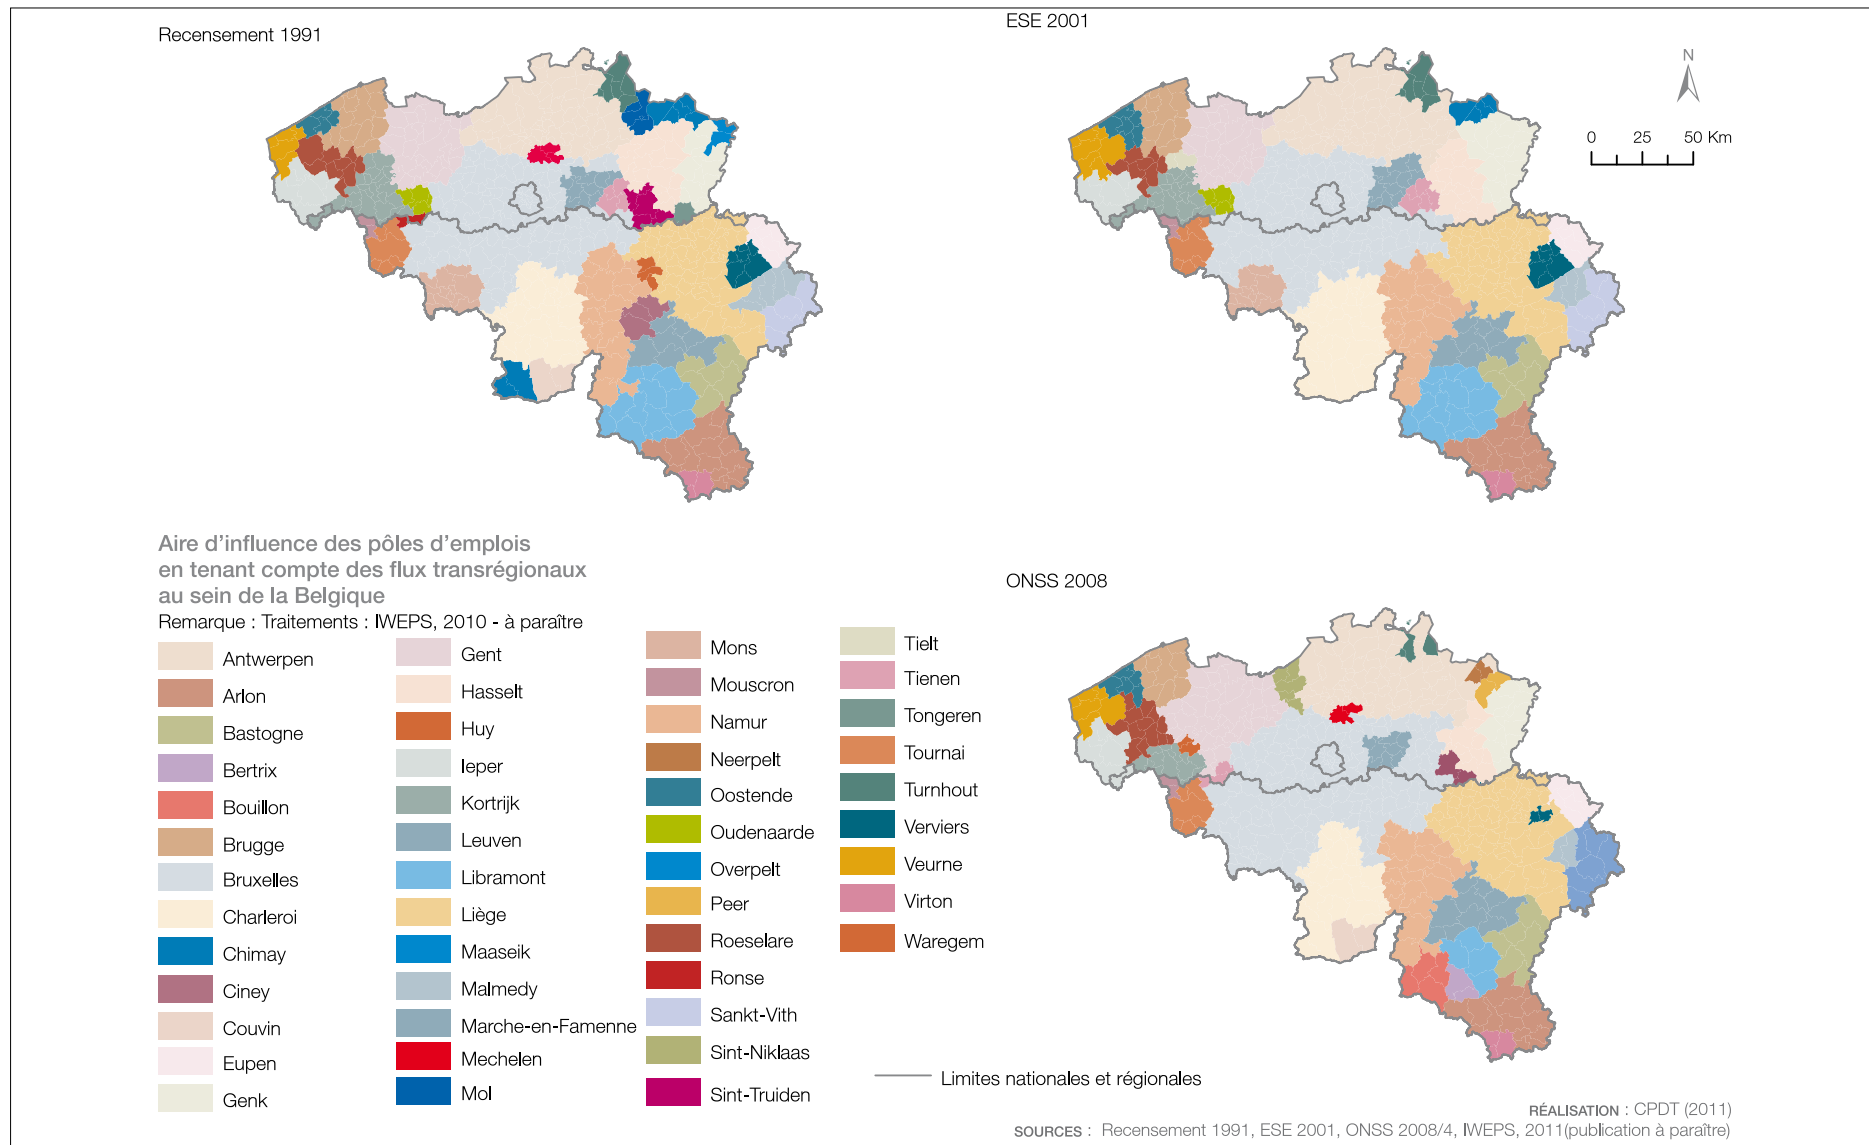 Recensement 1991
ESE 2001
N
0 25 50 Km
Aire d'influence des pôles d'emplois
en tenant compte des flux transrégionaux
au sein de la Belgique
Remarque : Traitements : IWEPS, 2010 - à paraître
ONSS 2008
Antwerpen
Arlon
Bastogne
Bertrix
Bouillon
Brugge
Bruxelles
Charleroi
Chimay
Ciney
Couvin
Eupen
Genk
Gent
Hasselt
Huy
Ieper
Kortrijk
Leuven
Libramont
Liège
Maaseik
Malmedy
Marche-en-Famenne
Mechelen
Mol
Mons
Mouscron
Namur
Neerpelt
Oostende
Oudenaarde
Overpelt
Peer
Roeselare
Ronse
Sankt-Vith
Sint-Niklaas
Sint-Truiden
Tielt
Tienen
Tongeren
Tournai
Turnhout
Verviers
Veurne
Virton
Waregem
Limites nationales et régionales
RÉALISATION : CPDT (2011)
SOURCES : Recensement 1991, ESE 2001, ONSS 2008/4, IWEPS, 2011(publication à paraître)